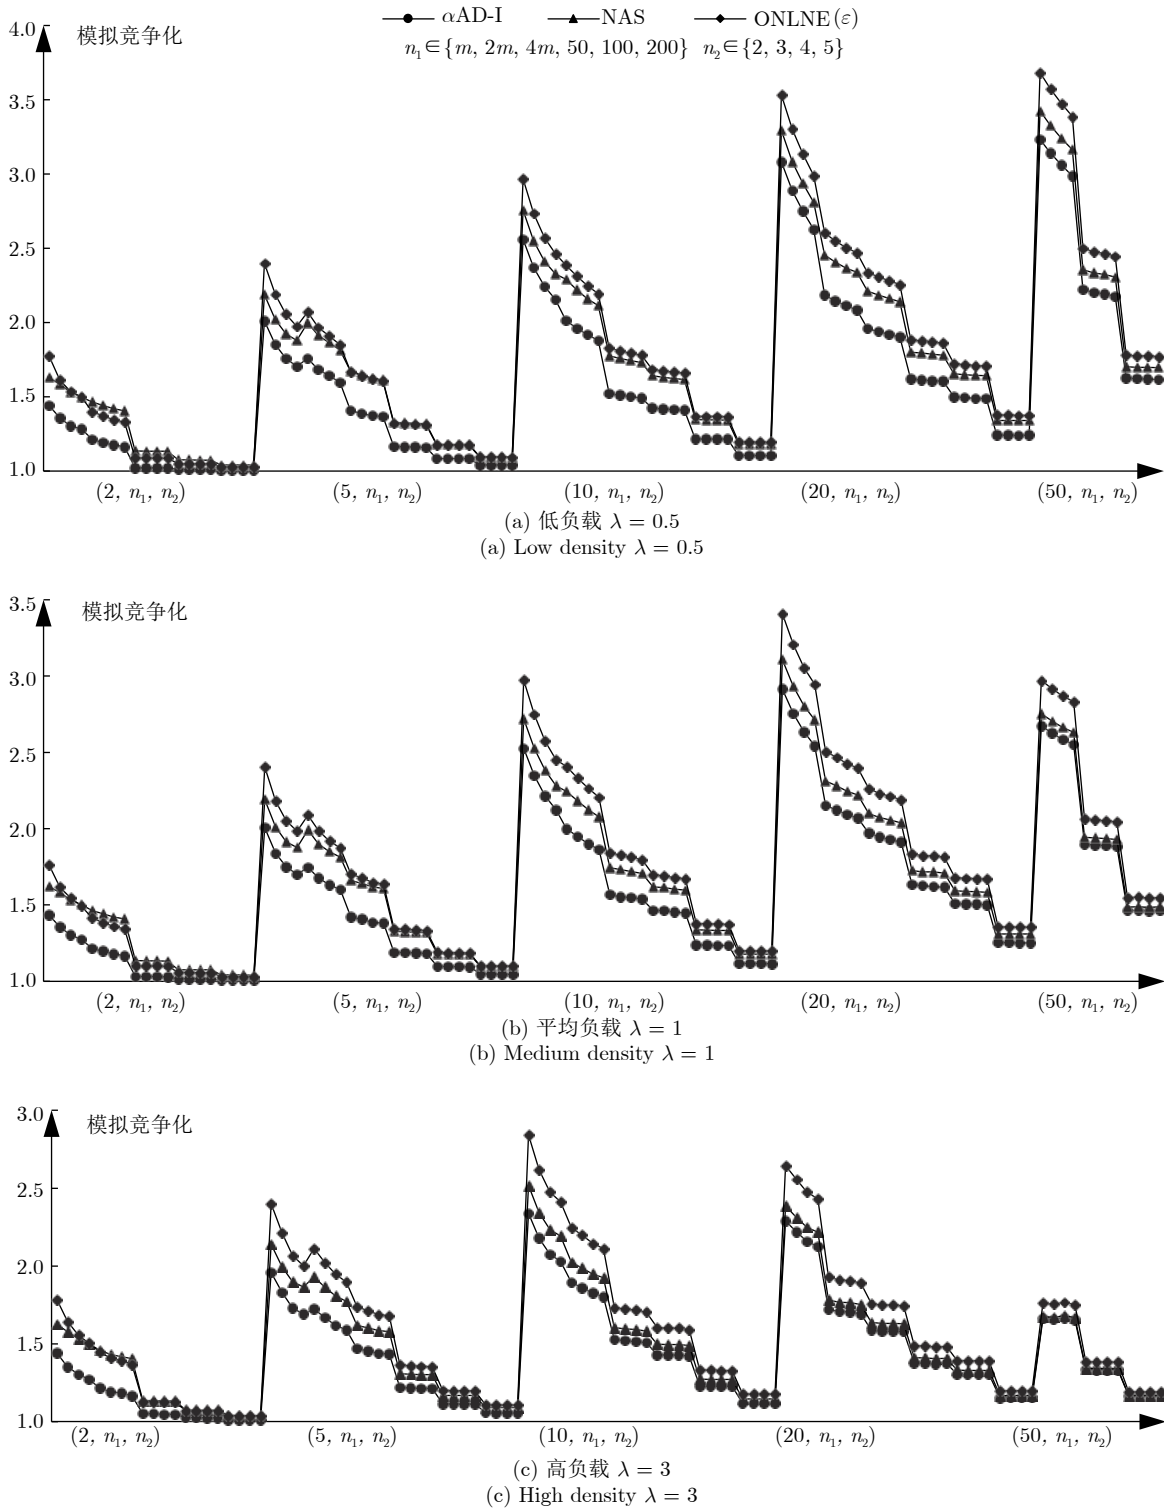 αAD-I NAS ONLNE(ε)
n₁∈{m, 2m, 4m, 50, 100, 200} n₂∈{2, 3, 4, 5}
模拟竞争化
4.0
3.5
3.0
2.5
2.0
1.5
1.0
(2, n₁, n₂) (5, n₁, n₂) (10, n₁, n₂) (20, n₁, n₂) (50, n₁, n₂)
(a) 低负载 λ = 0.5
(a) Low density λ = 0.5
模拟竞争化
3.5
3.0
2.5
2.0
1.5
1.0
(2, n₁, n₂) (5, n₁, n₂) (10, n₁, n₂) (20, n₁, n₂) (50, n₁, n₂)
(b) 平均负载 λ = 1
(b) Medium density λ = 1
模拟竞争化
3.0
2.5
2.0
1.5
1.0
(2, n₁, n₂) (5, n₁, n₂) (10, n₁, n₂) (20, n₁, n₂) (50, n₁, n₂)
(c) 高负载 λ = 3
(c) High density λ = 3